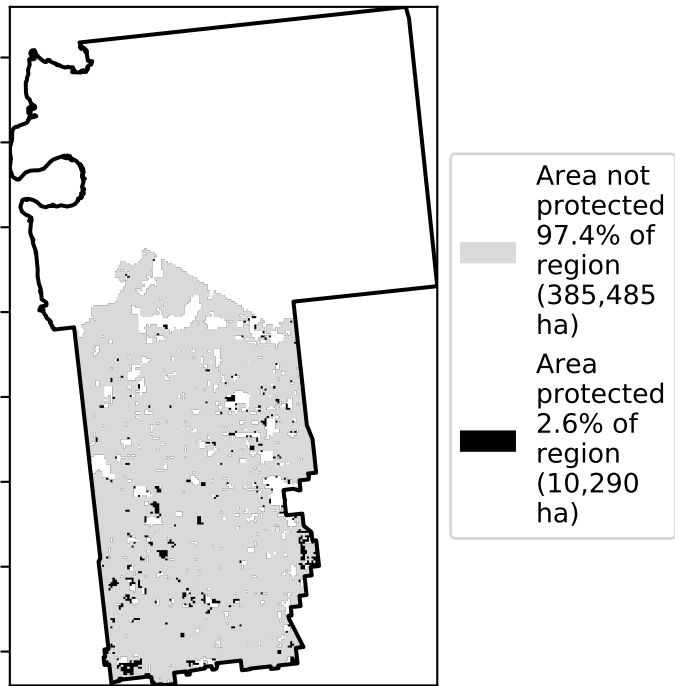 Area not
protected
97.4% of
region
(385,485
ha)
Area
protected
2.6% of
region
(10,290
ha)